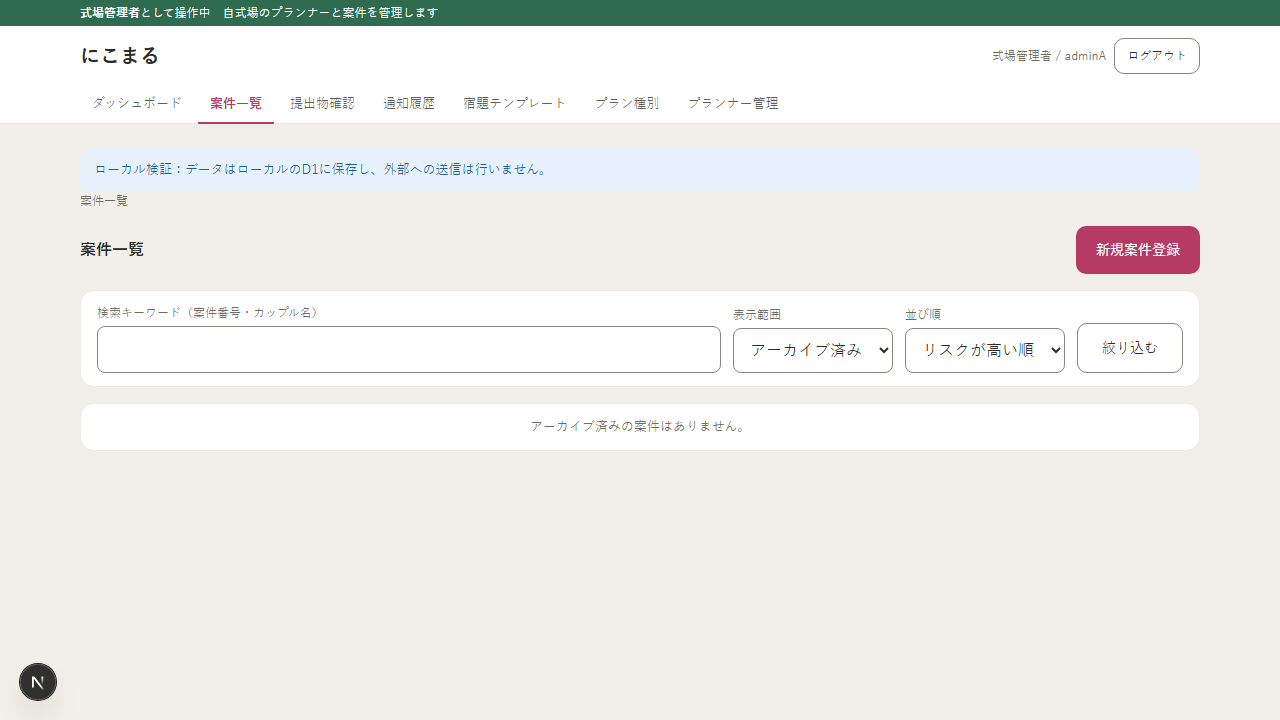 式場管理者として操作中 自式場のプランナーと案件を管理します
にこまる
式場管理者 / adminA
ログアウト
ダッシュボード 案件一覧 提出物確認 通知履歴 宿題テンプレート プラン種別 プランナー管理
ローカル検証：データはローカルのD1に保存し、外部への送信は行いません。
案件一覧
案件一覧
新規案件登録
検索キーワード（案件番号・カップル名）
表示範囲
並び順
アーカイブ済み
リスクが高い順
絞り込む
アーカイブ済みの案件はありません。
N